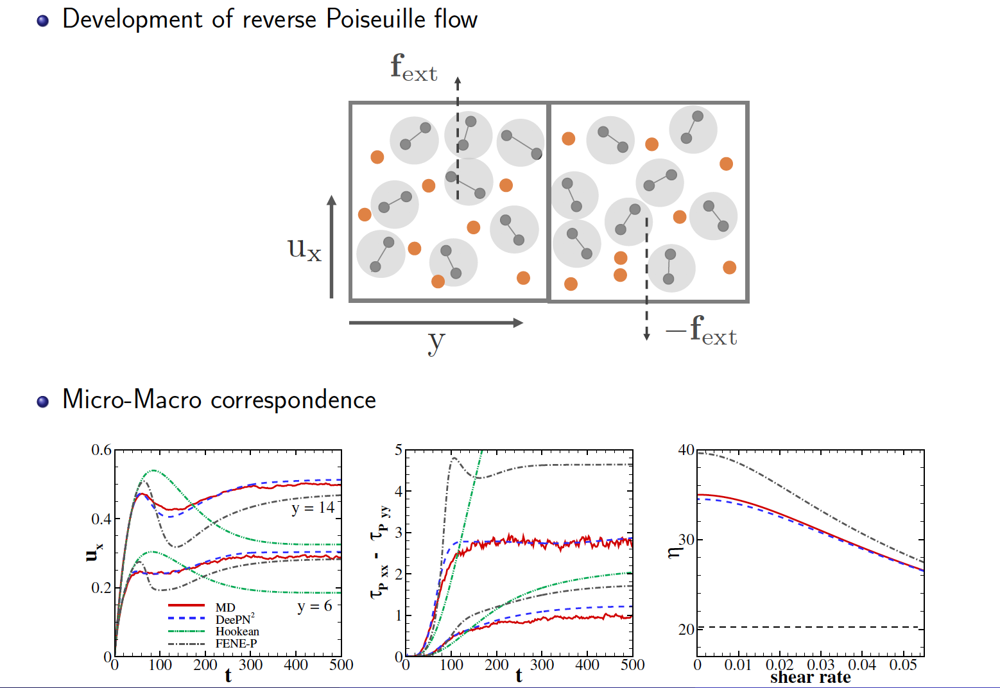 Development of reverse Poiseuille flow
f_ext
u_x
y
−f_ext
Micro-Macro correspondence
0.6
0.4
0.2
0
u_x
y = 14
y = 6
MD
DeePN²
Hookean
FENE-P
0 100 200 300 400 500
t
5
4
3
2
1
0
τ_P xx - τ_P yy
0 100 200 300 400 500
t
40
30
20
η
0 0.01 0.02 0.03 0.04 0.05
shear rate